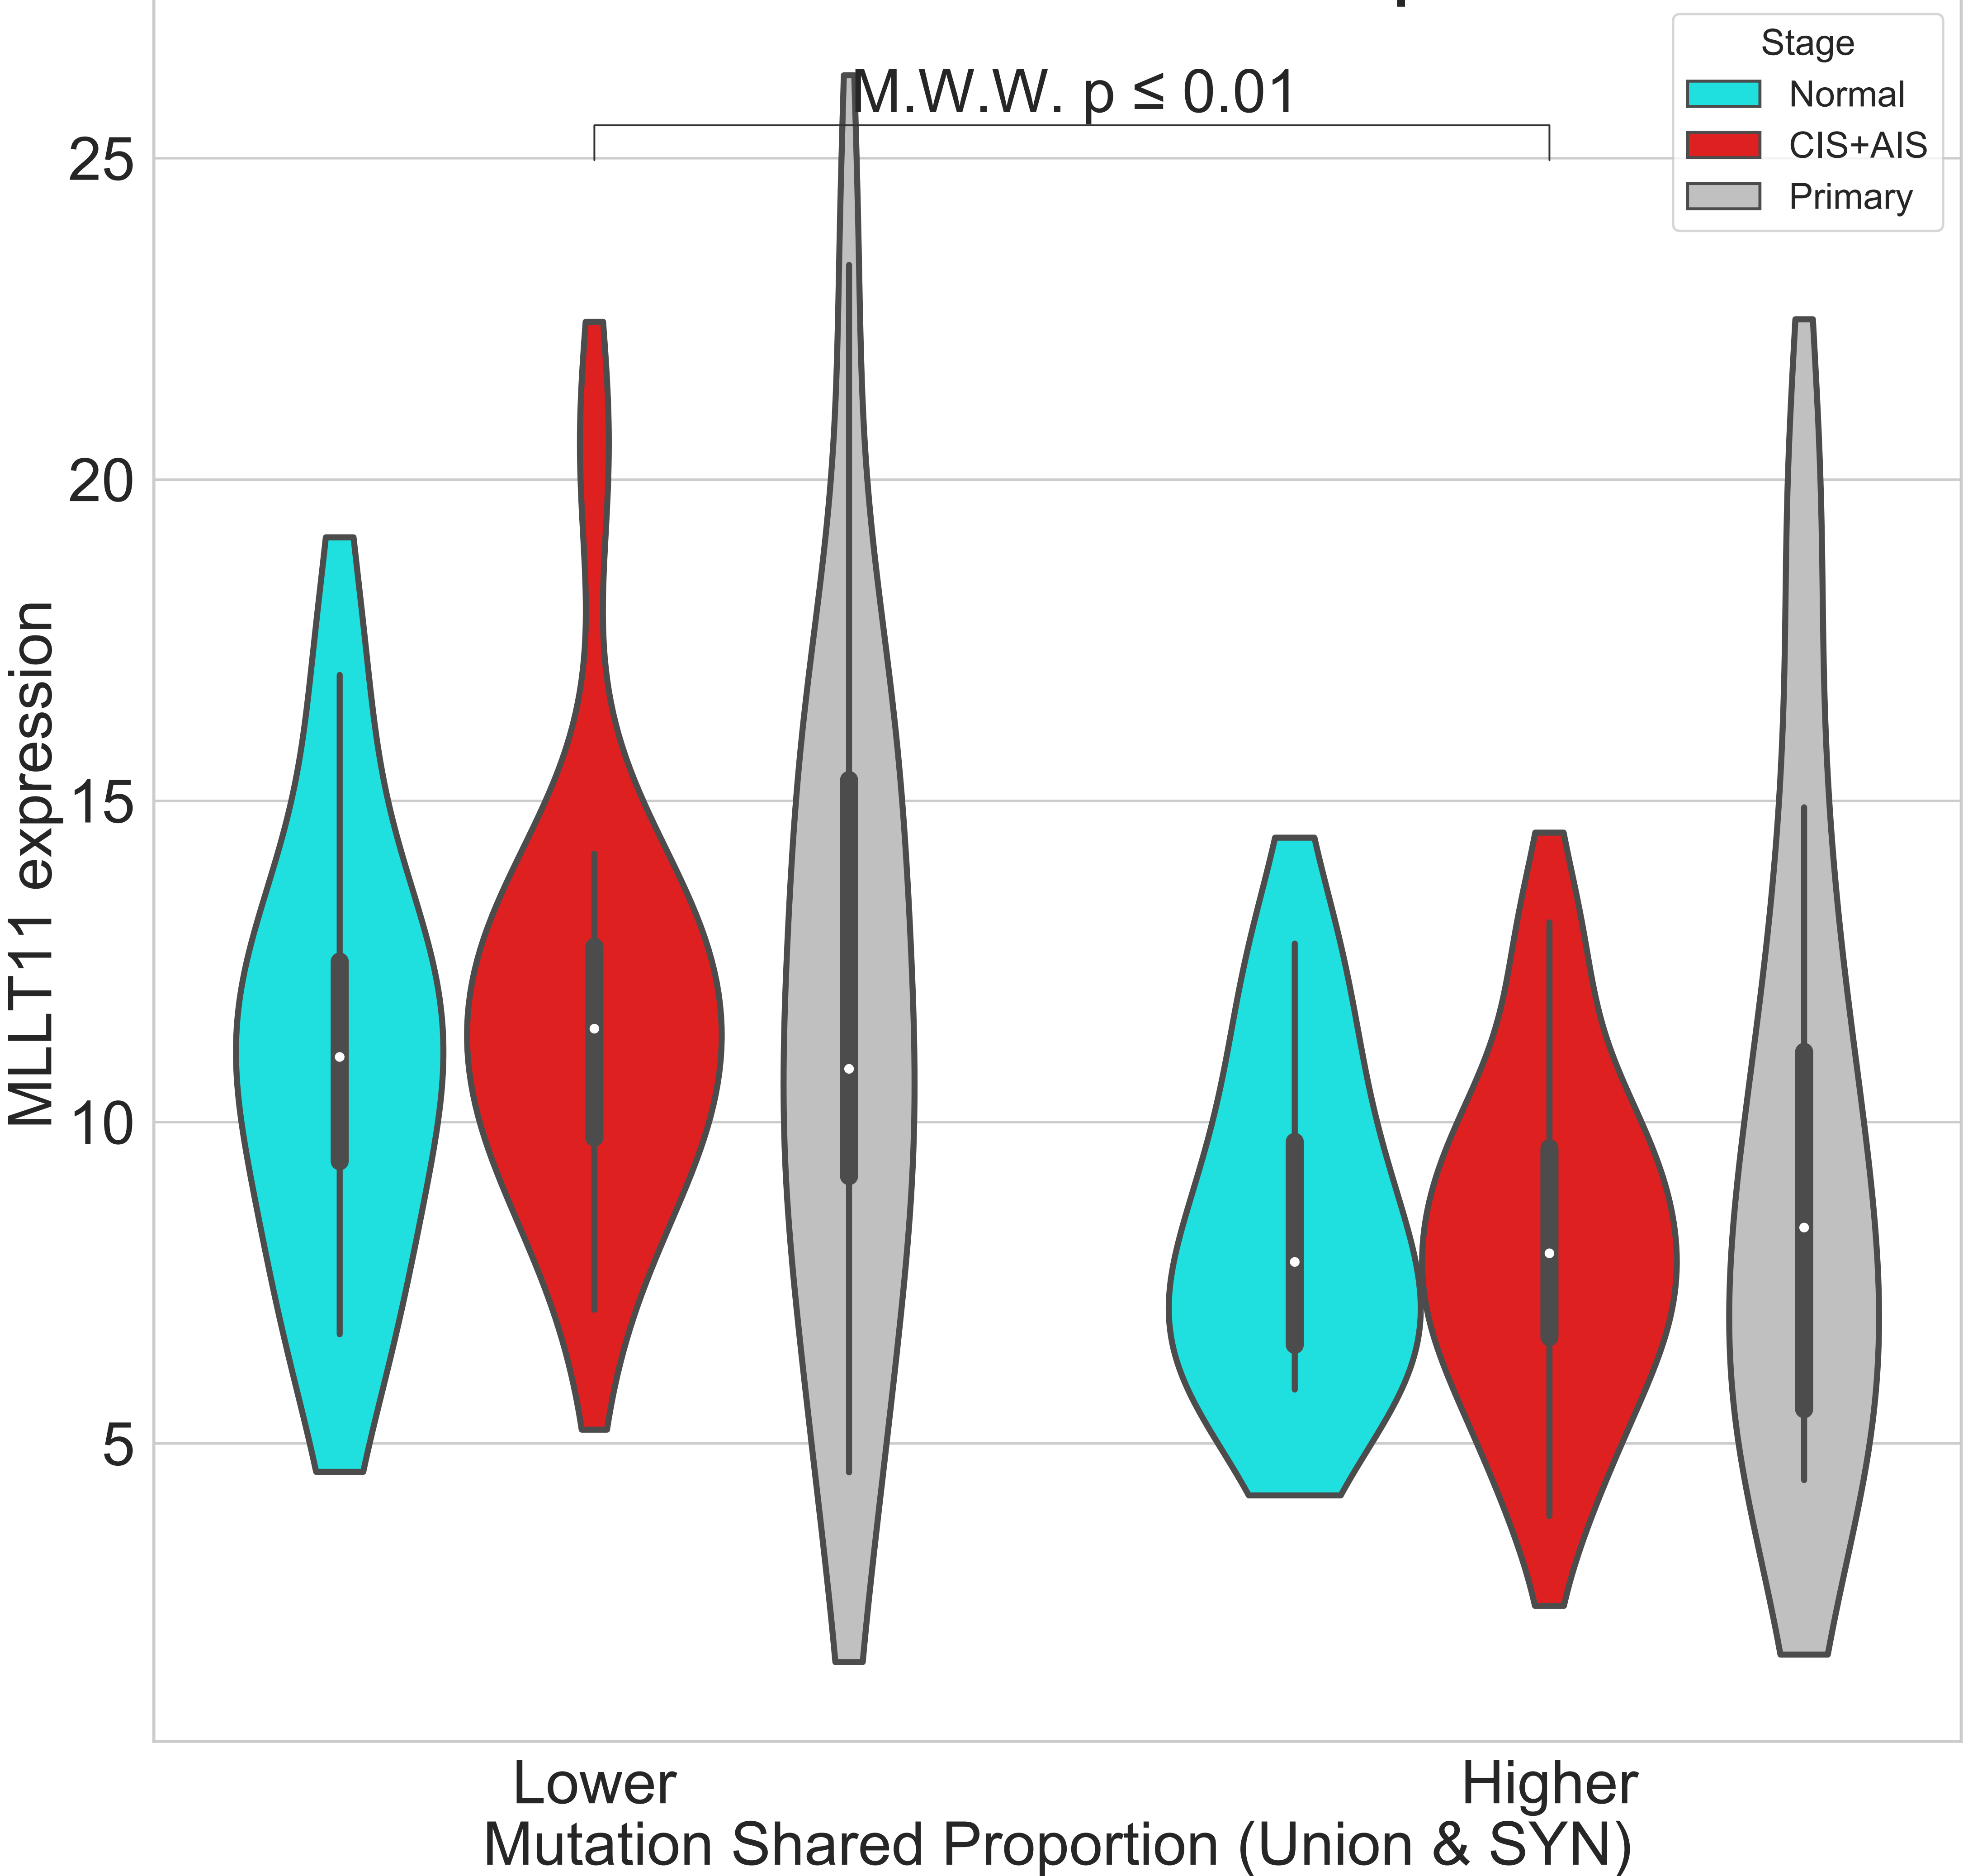 M.W.W. p ≤ 0.01
Stage
Normal
CIS+AIS
Primary
25
20
15
10
5
MLLT11 expression
Lower
Higher
Mutation Shared Proportion (Union & SYN)